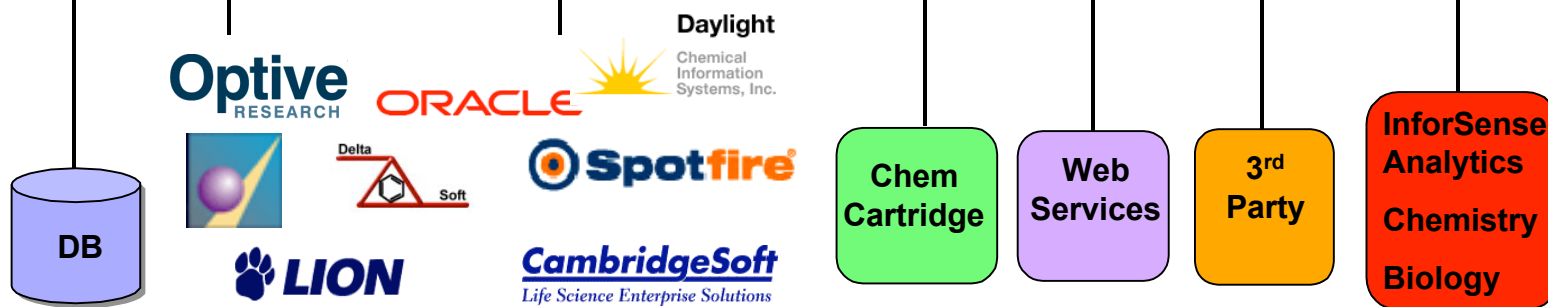 DB
Optive
RESEARCH
ORACLE
Daylight
Chemical
Information
Systems, Inc.
Delta
Soft
Spotfire®
LION
CambridgeSoft
Life Science Enterprise Solutions
Chem
Cartridge
Web
Services
3rd
Party
InforSense
Analytics
Chemistry
Biology